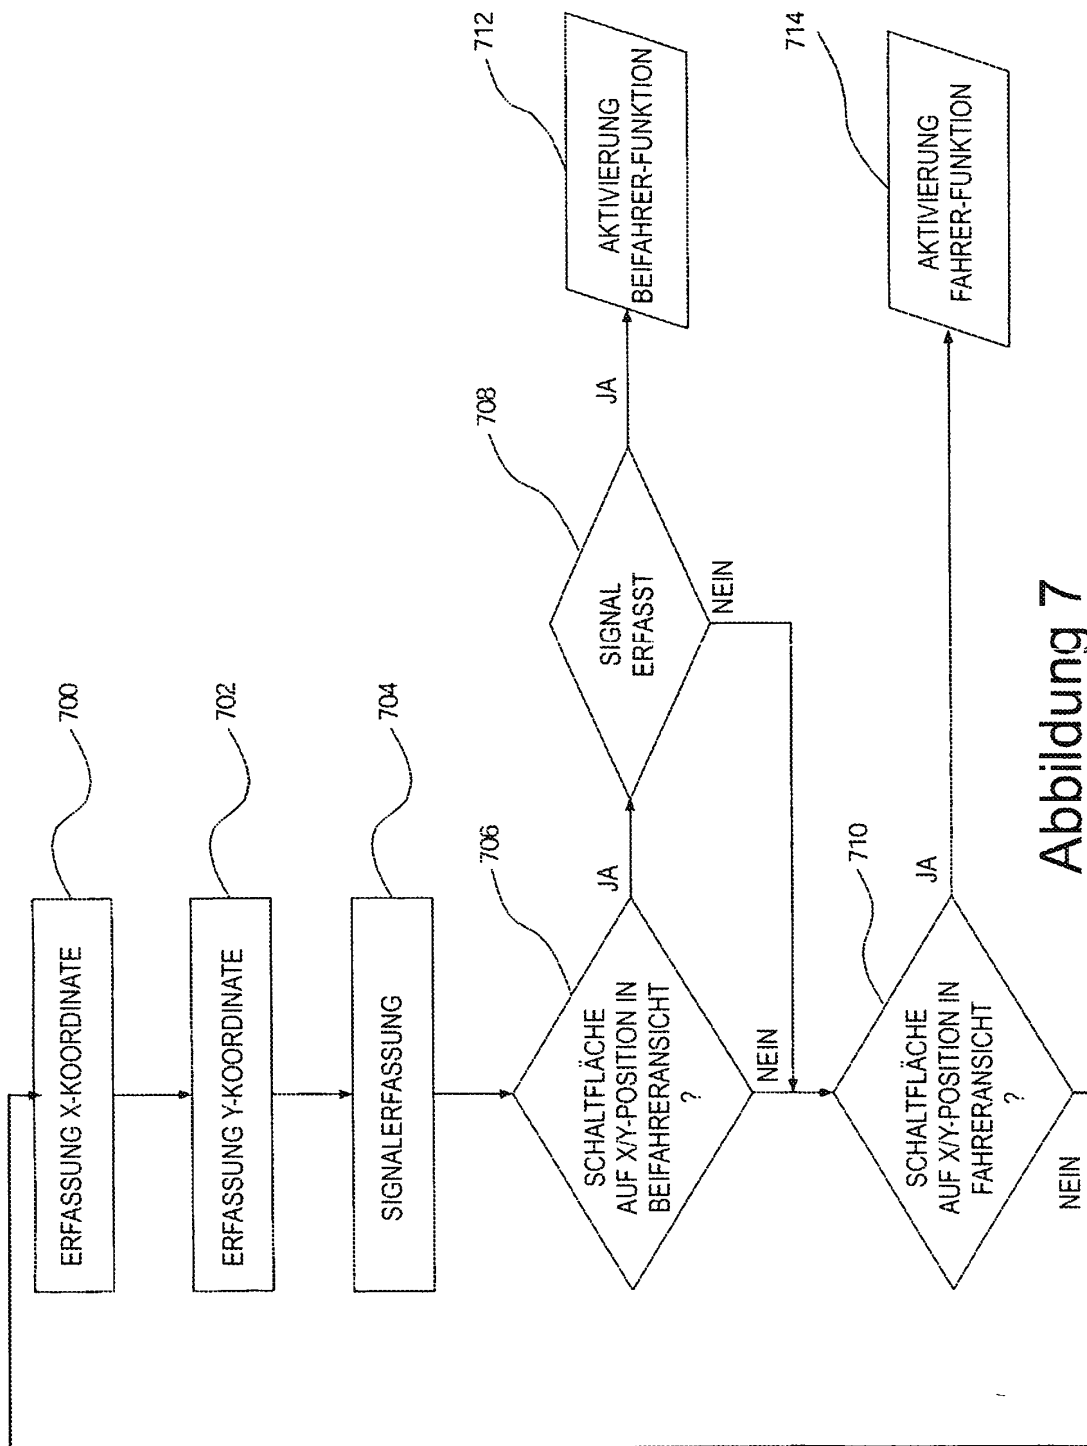 700
ERFASSUNG X-KOORDINATE
702
ERFASSUNG Y-KOORDINATE
704
SIGNALERFASSUNG
706
SCHALTFLÄCHE
AUF X/Y-POSITION IN
BEIFAHRERANSICHT
?
JA
NEIN
708
SIGNAL
ERFASST
JA
NEIN
712
AKTIVIERUNG
BEIFAHRER-FUNKTION
710
SCHALTFLÄCHE
AUF X/Y-POSITION IN
FAHRERANSICHT
?
JA
NEIN
714
AKTIVIERUNG
FAHRER-FUNKTION
Abbildung 7